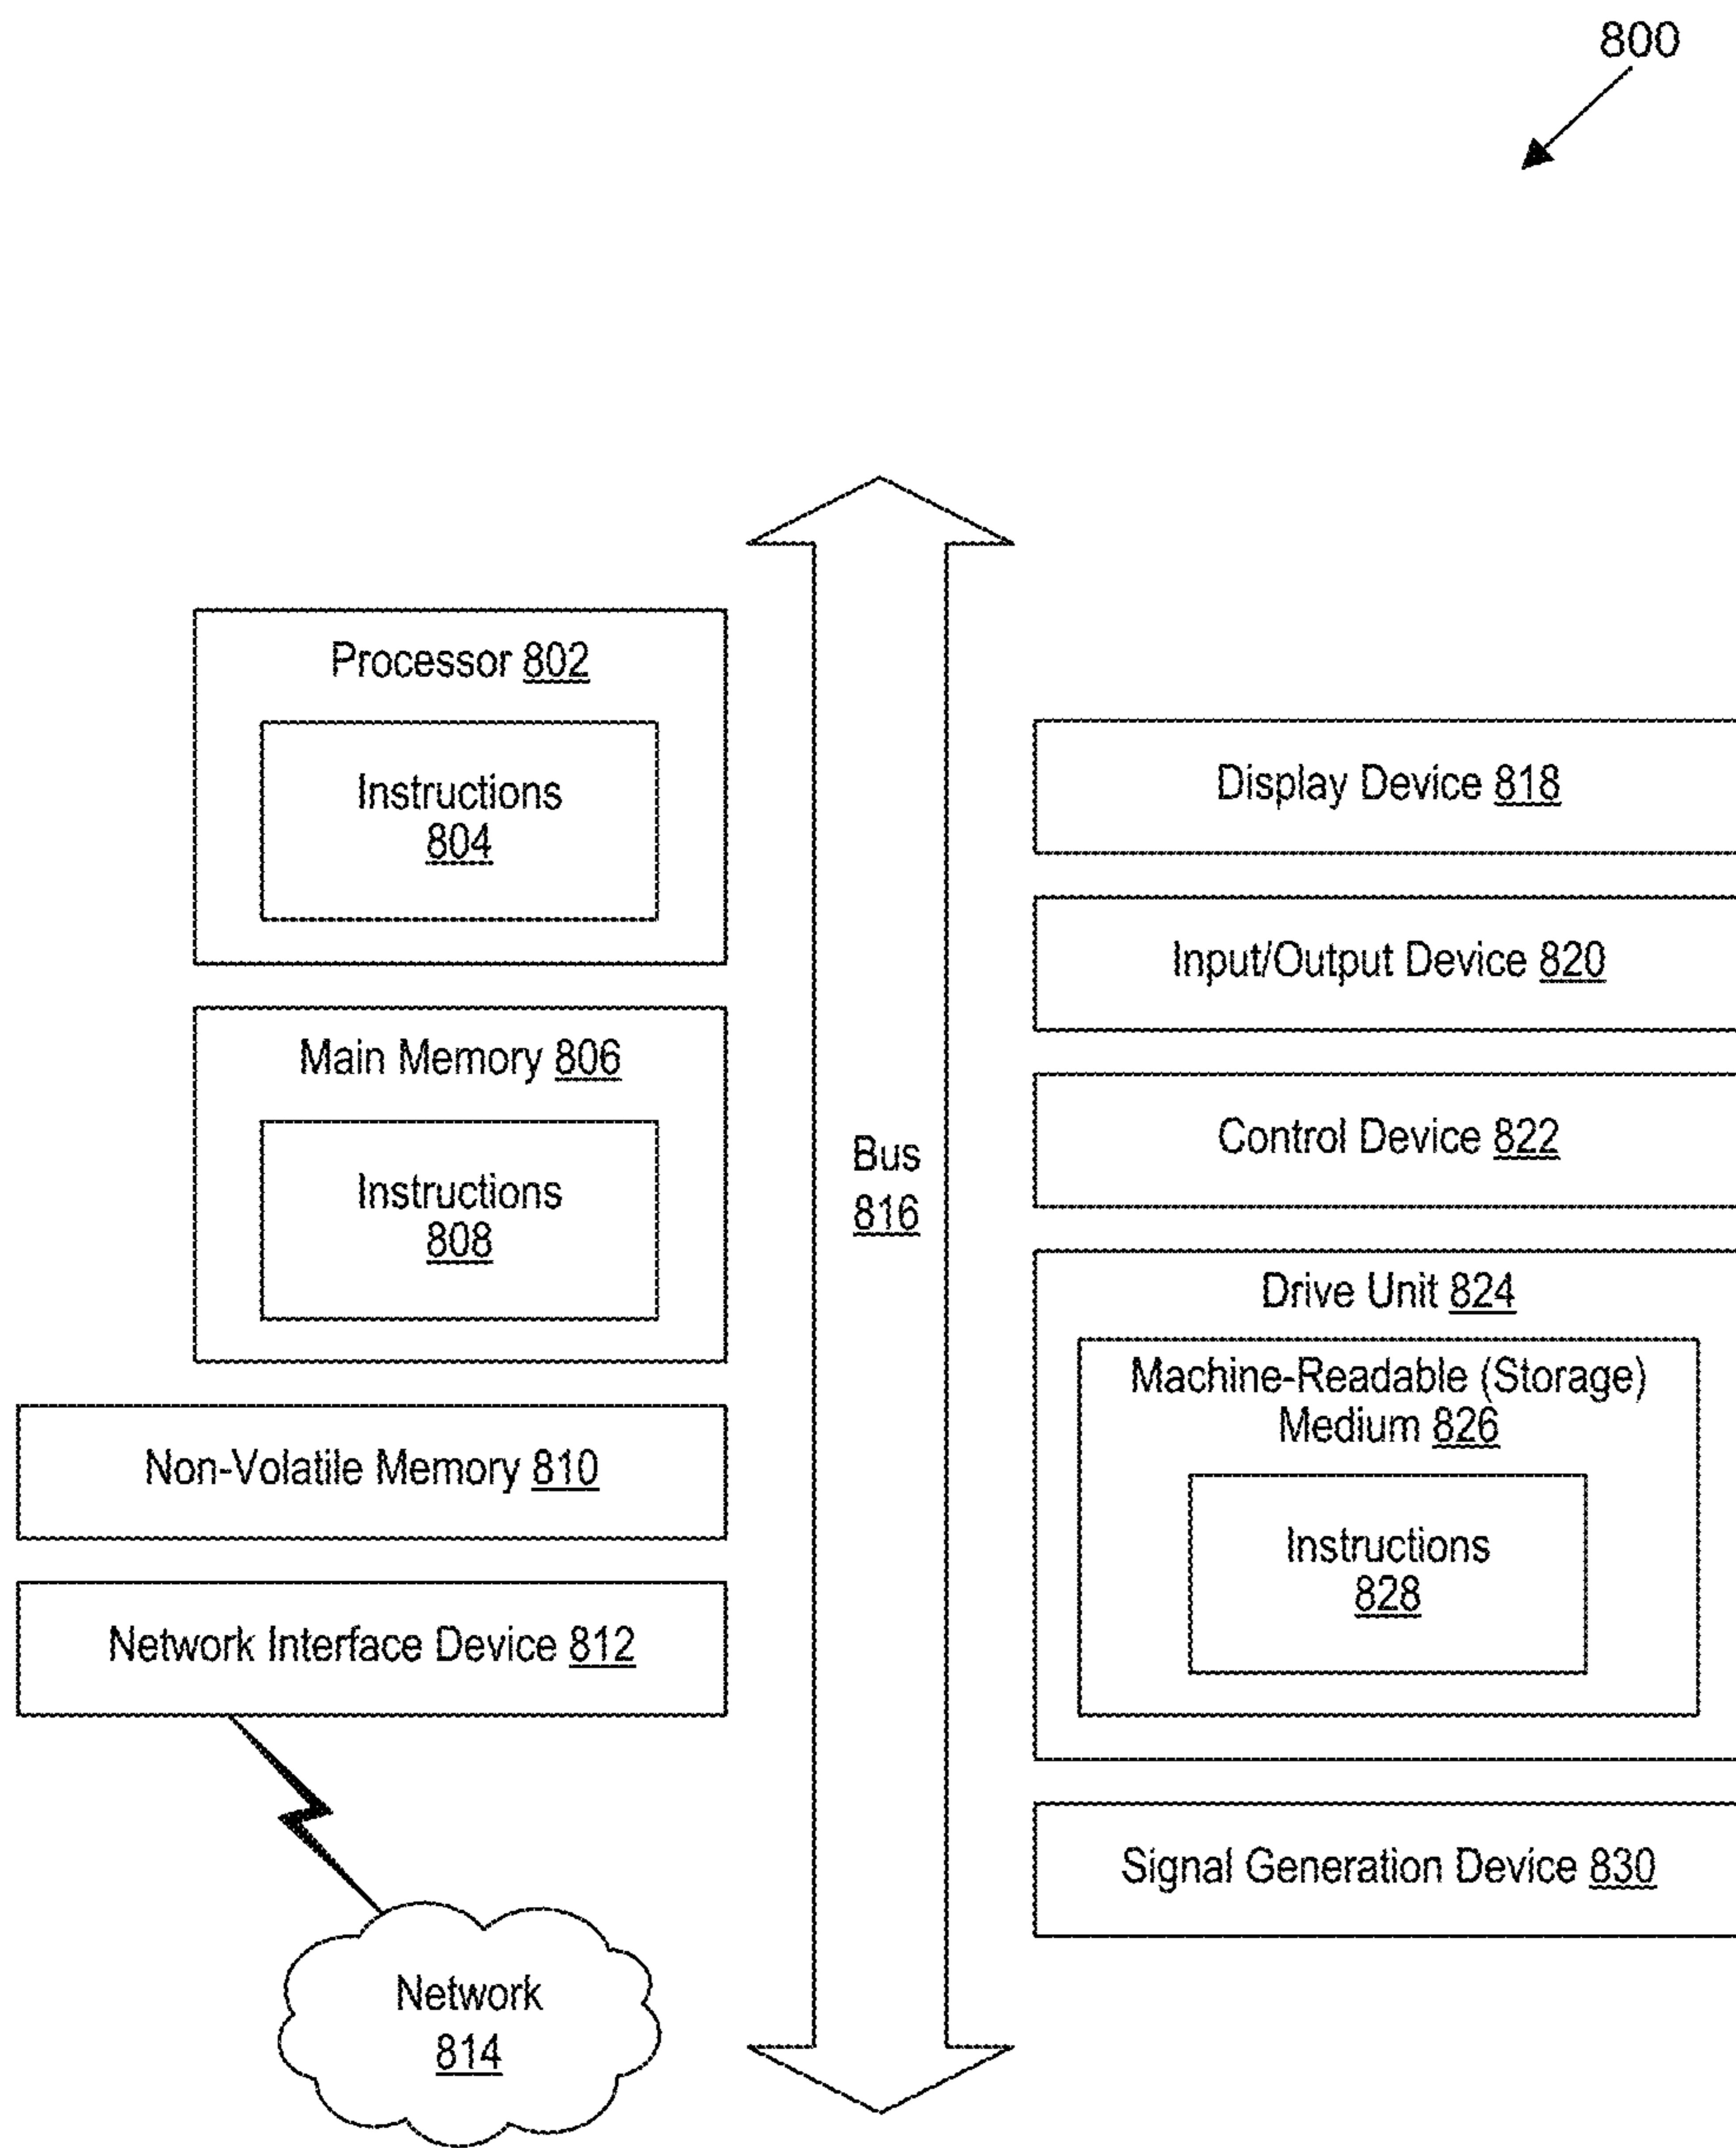 800
Processor 802
Instructions
804
Main Memory 806
Instructions
808
Non-Volatile Memory 810
Network Interface Device 812
Network
814
Bus
816
Display Device 818
Input/Output Device 820
Control Device 822
Drive Unit 824
Machine-Readable (Storage)
Medium 826
Instructions
828
Signal Generation Device 830